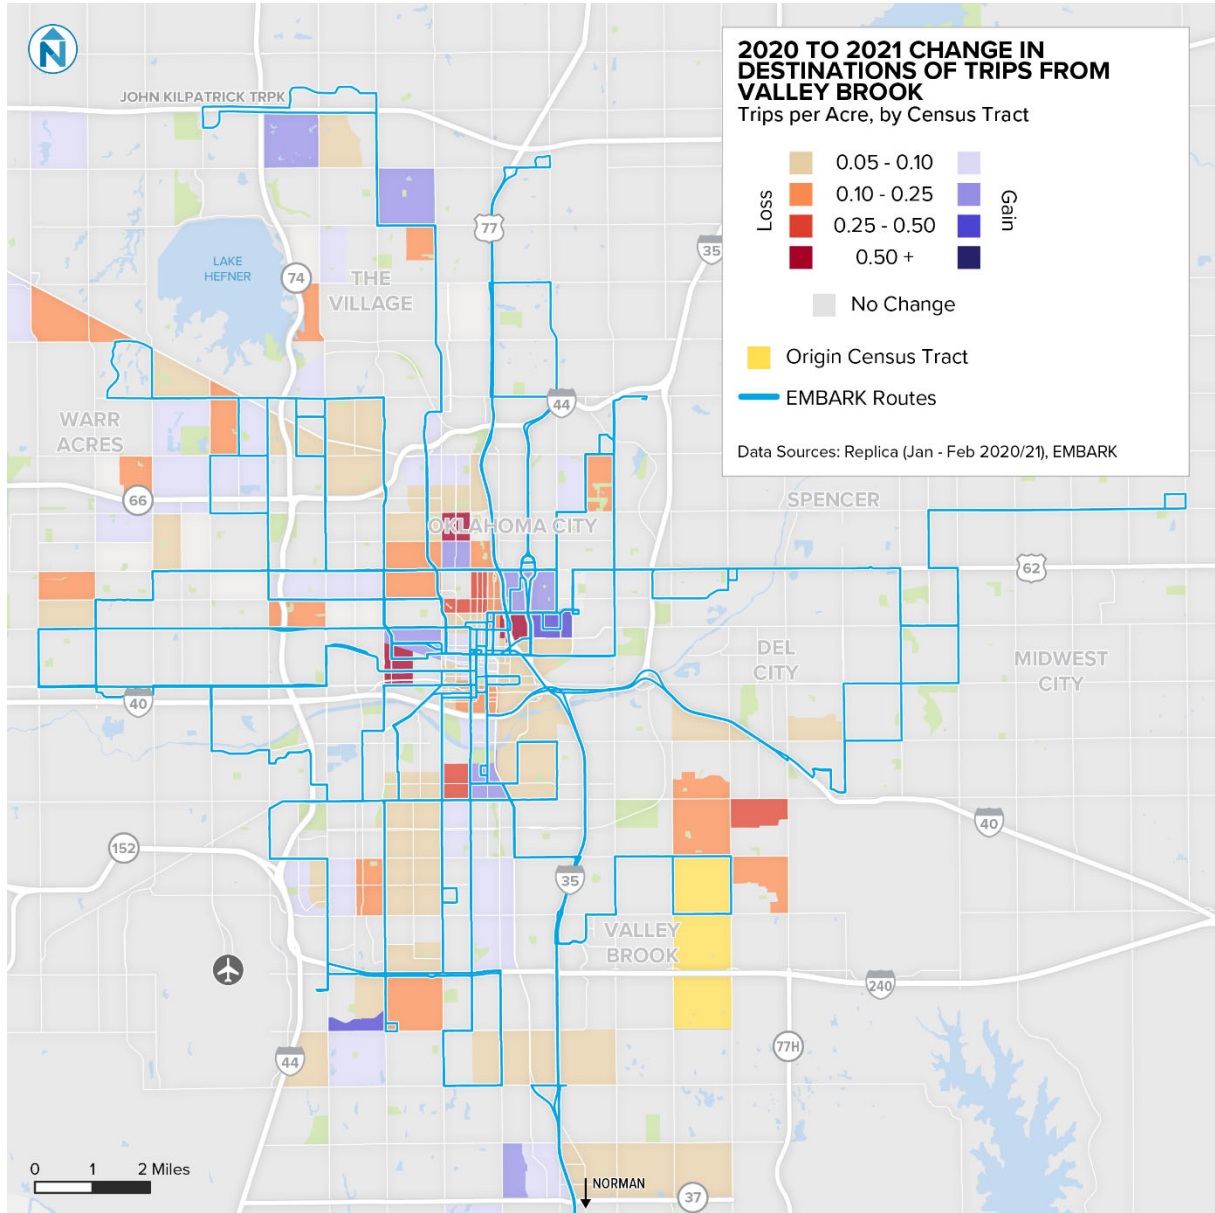 N
2020 TO 2021 CHANGE IN
DESTINATIONS OF TRIPS FROM
VALLEY BROOK
Trips per Acre, by Census Tract
Loss
0.05 - 0.10
0.10 - 0.25
0.25 - 0.50
0.50 +
Gain
No Change
Origin Census Tract
EMBARK Routes
Data Sources: Replica (Jan - Feb 2020/21), EMBARK
JOHN KILPATRICK TRPK
77
35
LAKE
HEFNER
74
THE
VILLAGE
44
WARR
ACRES
66
OKLAHOMA CITY
SPENCER
62
DEL
CITY
MIDWEST
CITY
40
40
152
35
VALLEY
BROOK
240
77H
44
0 1 2 Miles
NORMAN
37